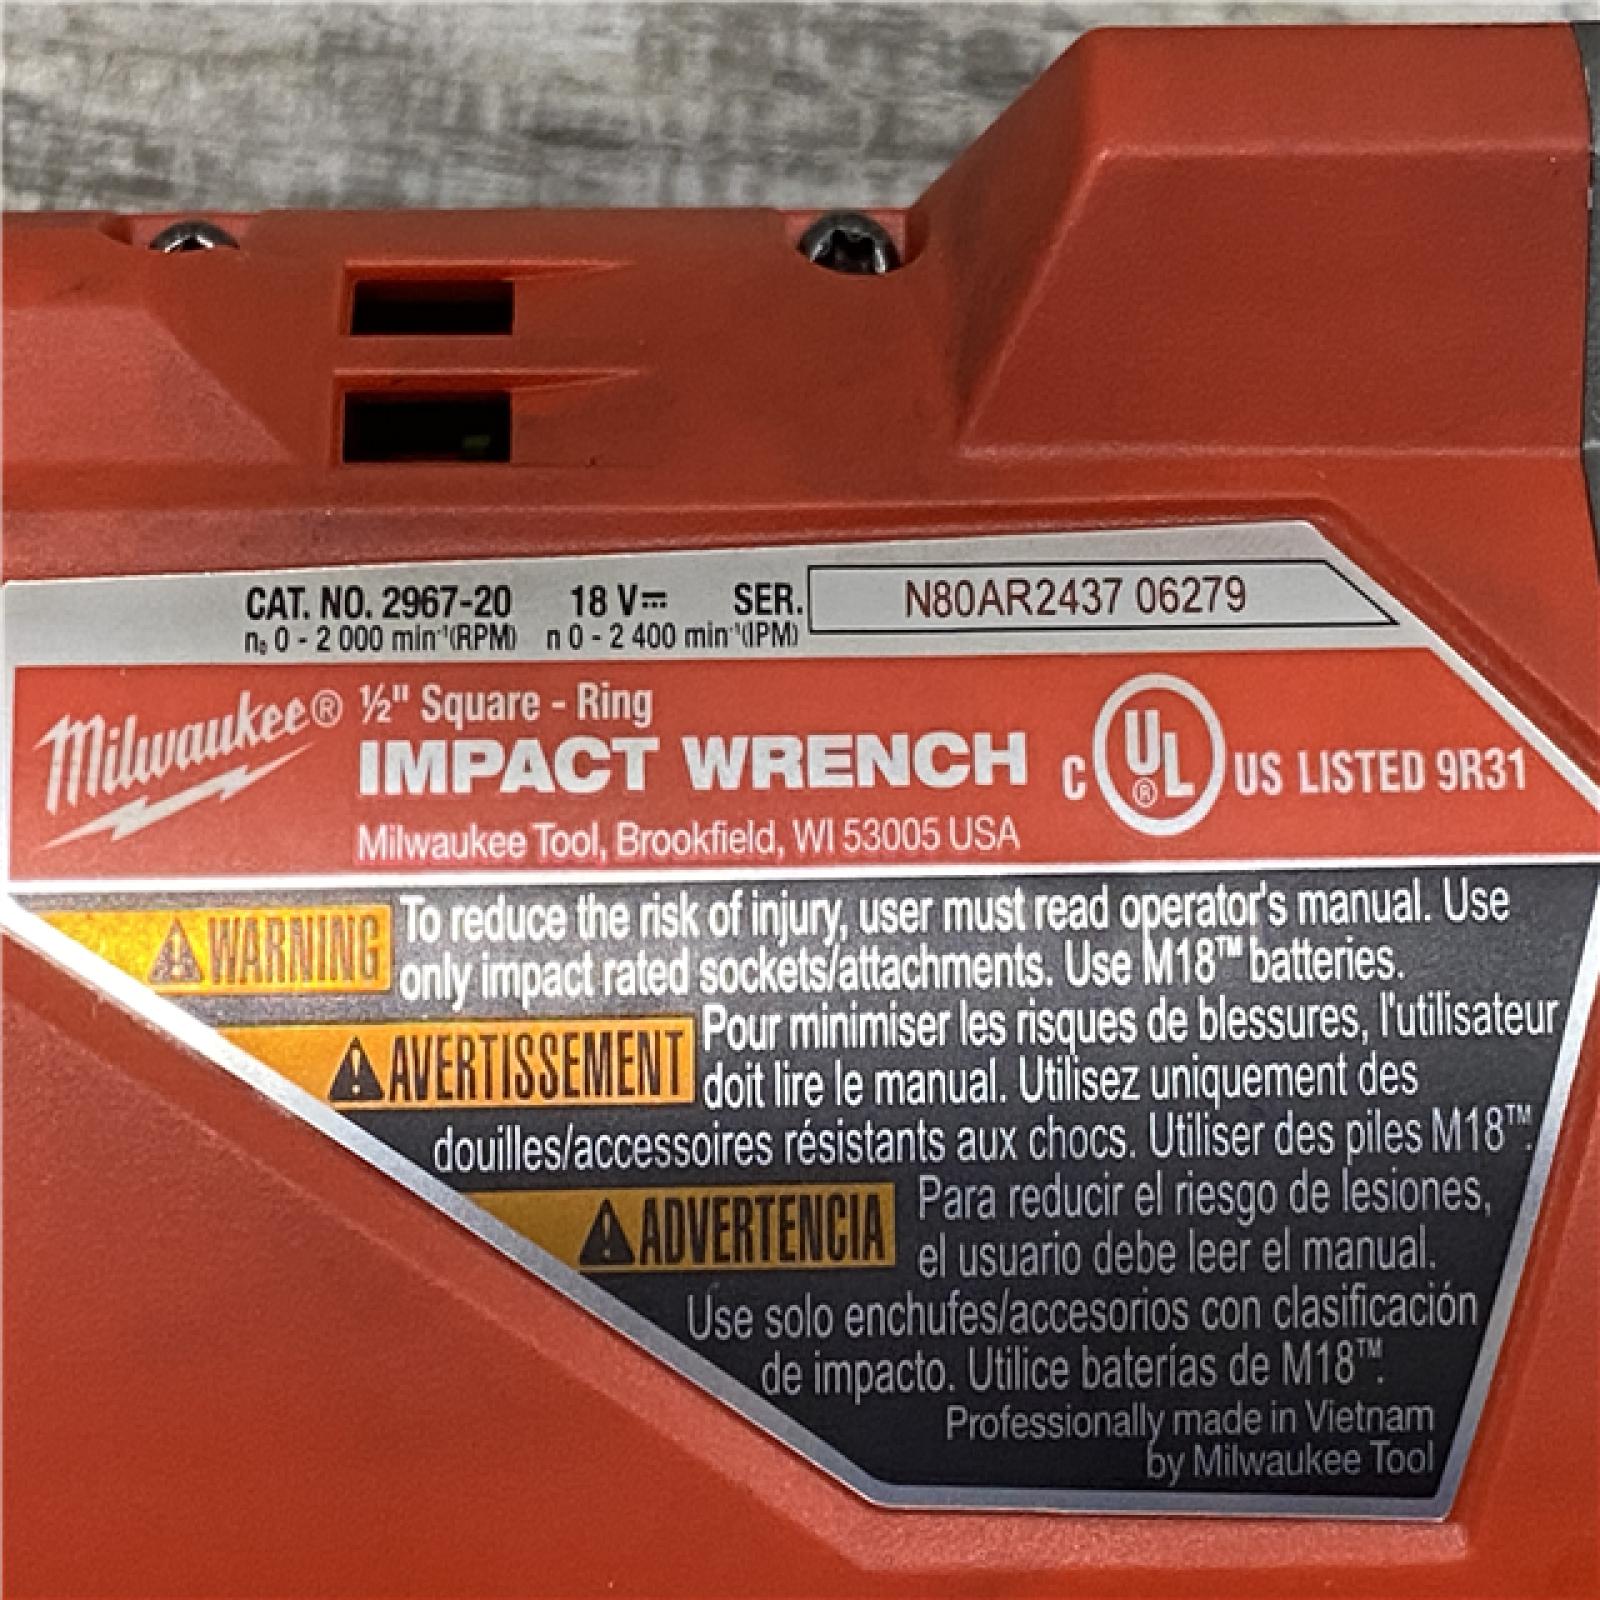 CAT. NO. 2967-20 18 V⎓ SER. N80AR2437 06279
n₀ 0 - 2 000 min⁻¹(RPM) n 0 - 2 400 min⁻¹(IPM)
Milwaukee® ½" Square - Ring
IMPACT WRENCH
C UL® US LISTED 9R31
Milwaukee Tool, Brookfield, WI 53005 USA
⚠WARNING To reduce the risk of injury, user must read operator's manual. Use
only impact rated sockets/attachments. Use M18™ batteries.
⚠AVERTISSEMENT Pour minimiser les risques de blessures, l'utilisateur
doit lire le manual. Utilisez uniquement des
douilles/accessoires résistants aux chocs. Utiliser des piles M18™.
⚠ADVERTENCIA Para reducir el riesgo de lesiones,
el usuario debe leer el manual.
Use solo enchufes/accesorios con clasificación
de impacto. Utilice baterías de M18™.
Professionally made in Vietnam
by Milwaukee Tool